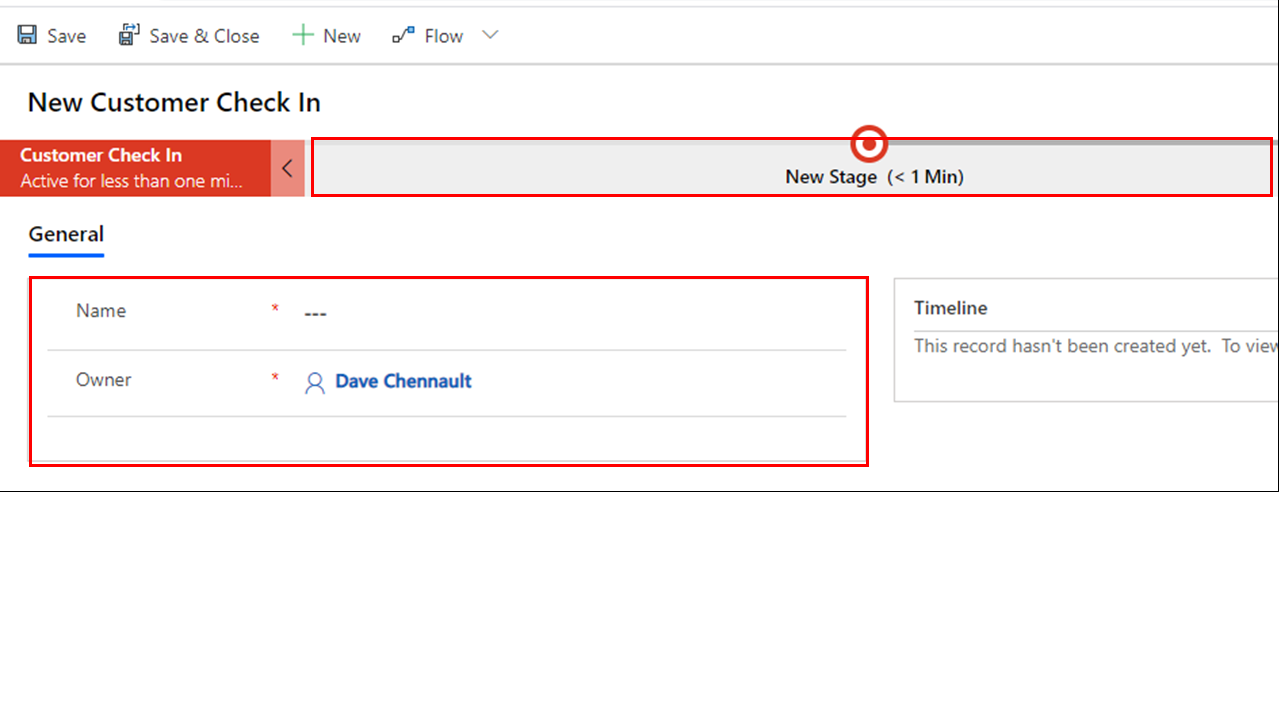 Save Save & Close New Flow
New Customer Check In
Customer Check In
Active for less than one mi...
New Stage (< 1 Min)
General
Name * ---
Owner * Dave Chennault
Timeline
This record hasn't been created yet. To view